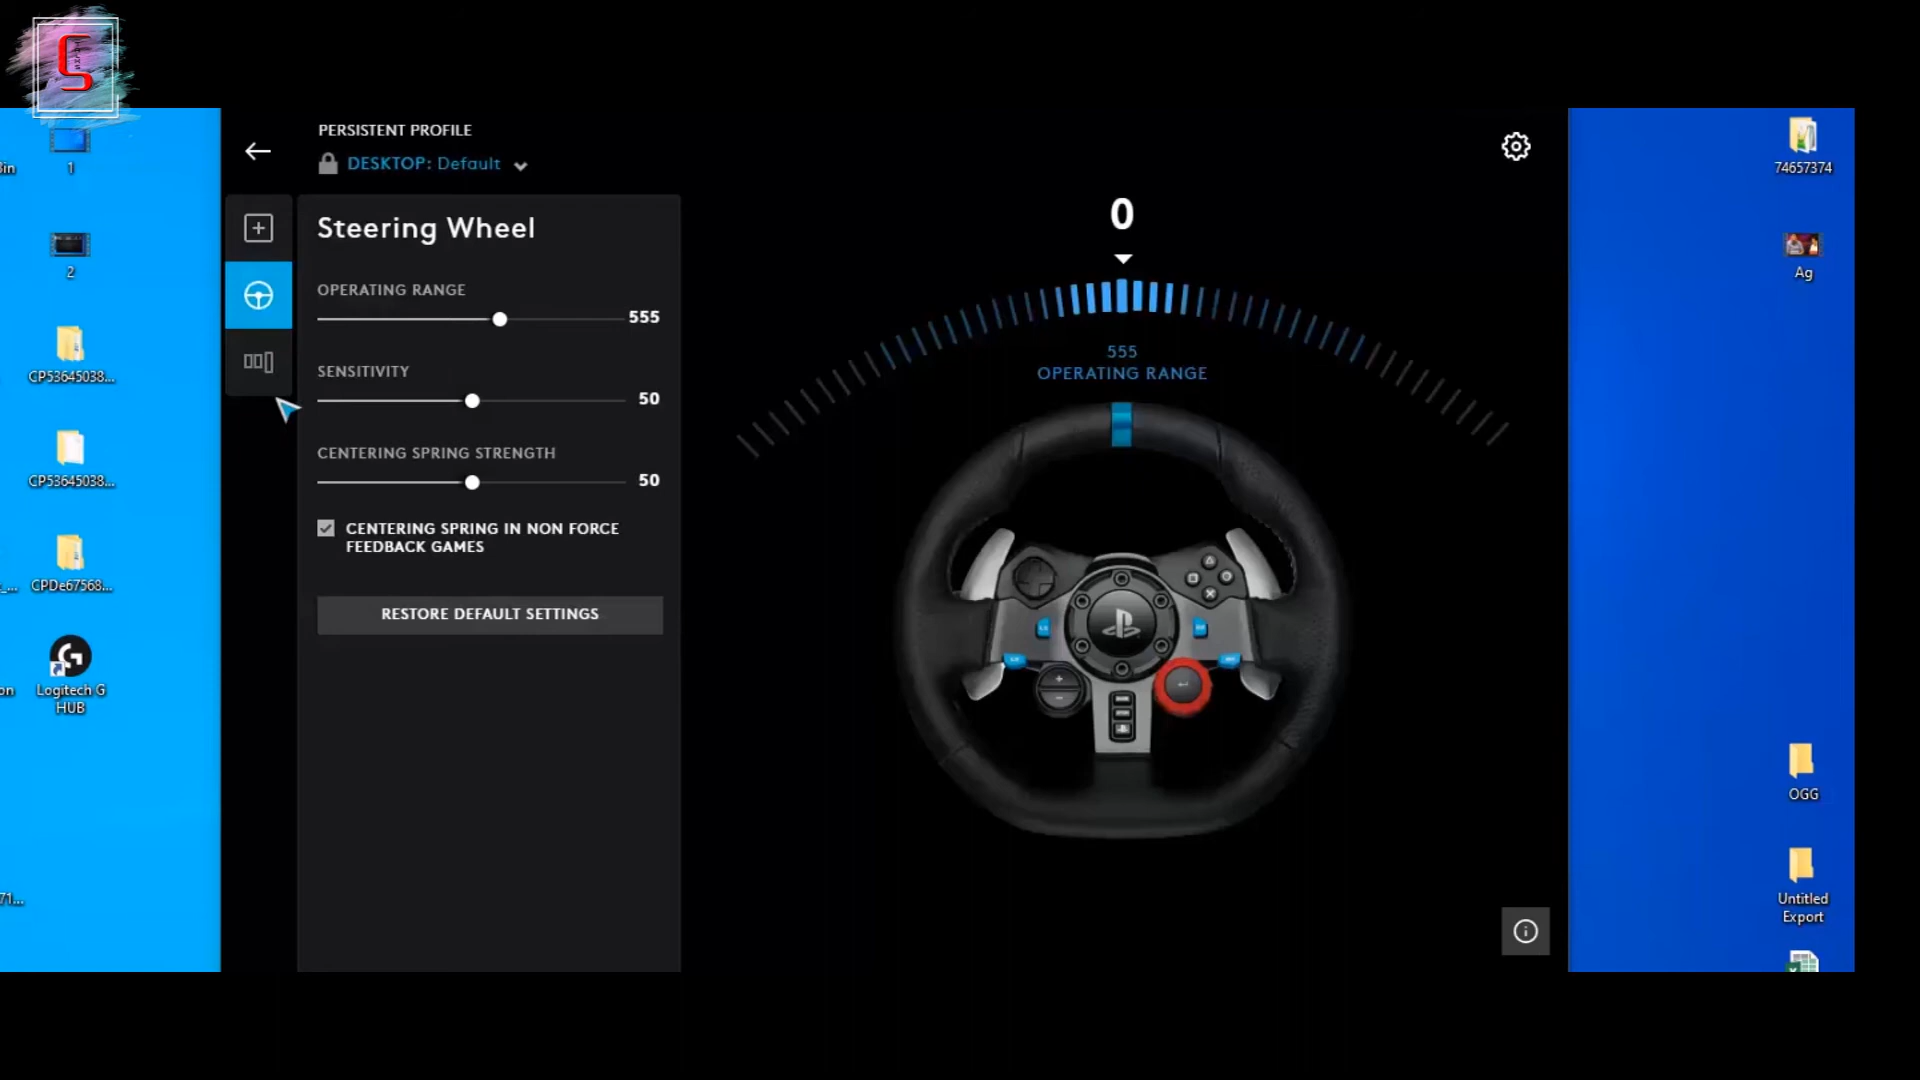 PERSISTENT PROFILE
DESKTOP: Default
Steering Wheel
OPERATING RANGE
555
SENSITIVITY
50
CENTERING SPRING STRENGTH
50
CENTERING SPRING IN NON FORCE
FEEDBACK GAMES
RESTORE DEFAULT SETTINGS
0
555
OPERATING RANGE
1
2
CP53645038...
CP53645038...
CPDe67568...
Logitech G
HUB
71...
74657374
Ag
OGG
Untitled
Export